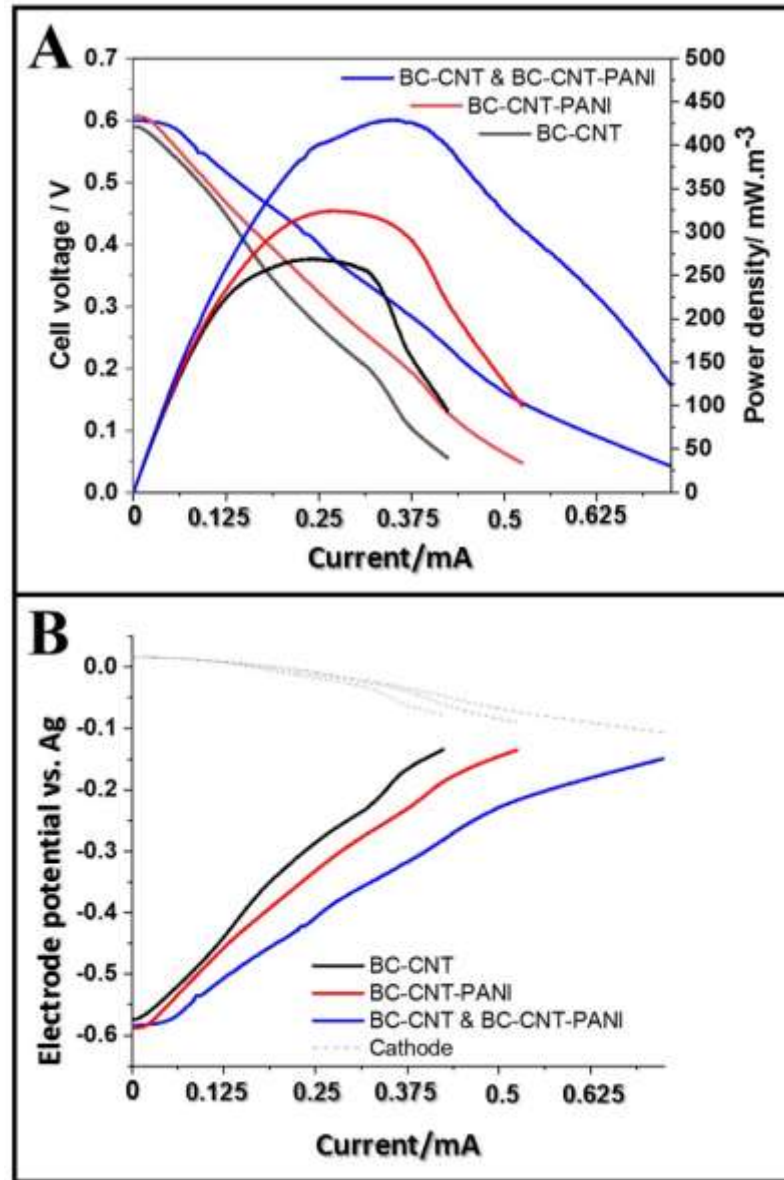 A
BC-CNT & BC-CNT-PANI
BC-CNT-PANI
BC-CNT
Cell voltage / V
0.7
0.6
0.5
0.4
0.3
0.2
0.1
0.0
Power density/ mW.m-3
500
450
400
350
300
250
200
150
100
50
0
0 0.125 0.25 0.375 0.5 0.625
Current/mA
B
Electrode potential vs. Ag
0.0
-0.1
-0.2
-0.3
-0.4
-0.5
-0.6
BC-CNT
BC-CNT-PANI
BC-CNT & BC-CNT-PANI
Cathode
0 0.125 0.25 0.375 0.5 0.625
Current/mA